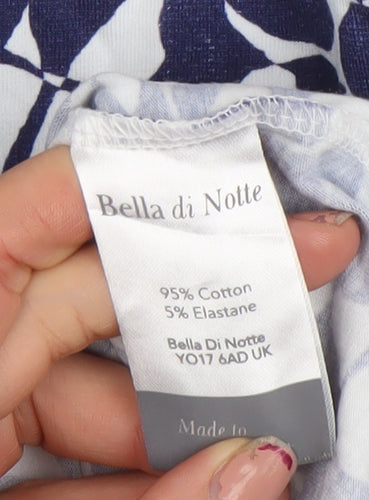 Bella di Notte
95% Cotton
5% Elastane
Bella Di Notte
YO17 6AD UK
Made to